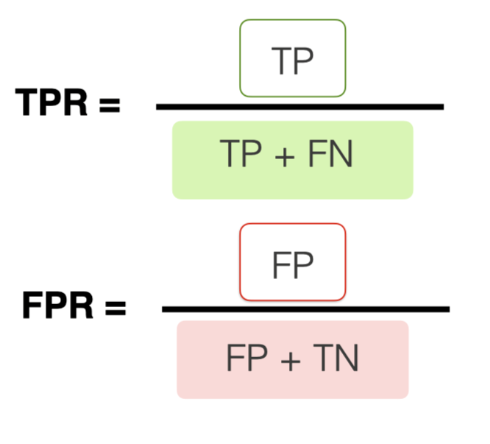 TP
TPR =
TP + FN
FP
FPR =
FP + TN